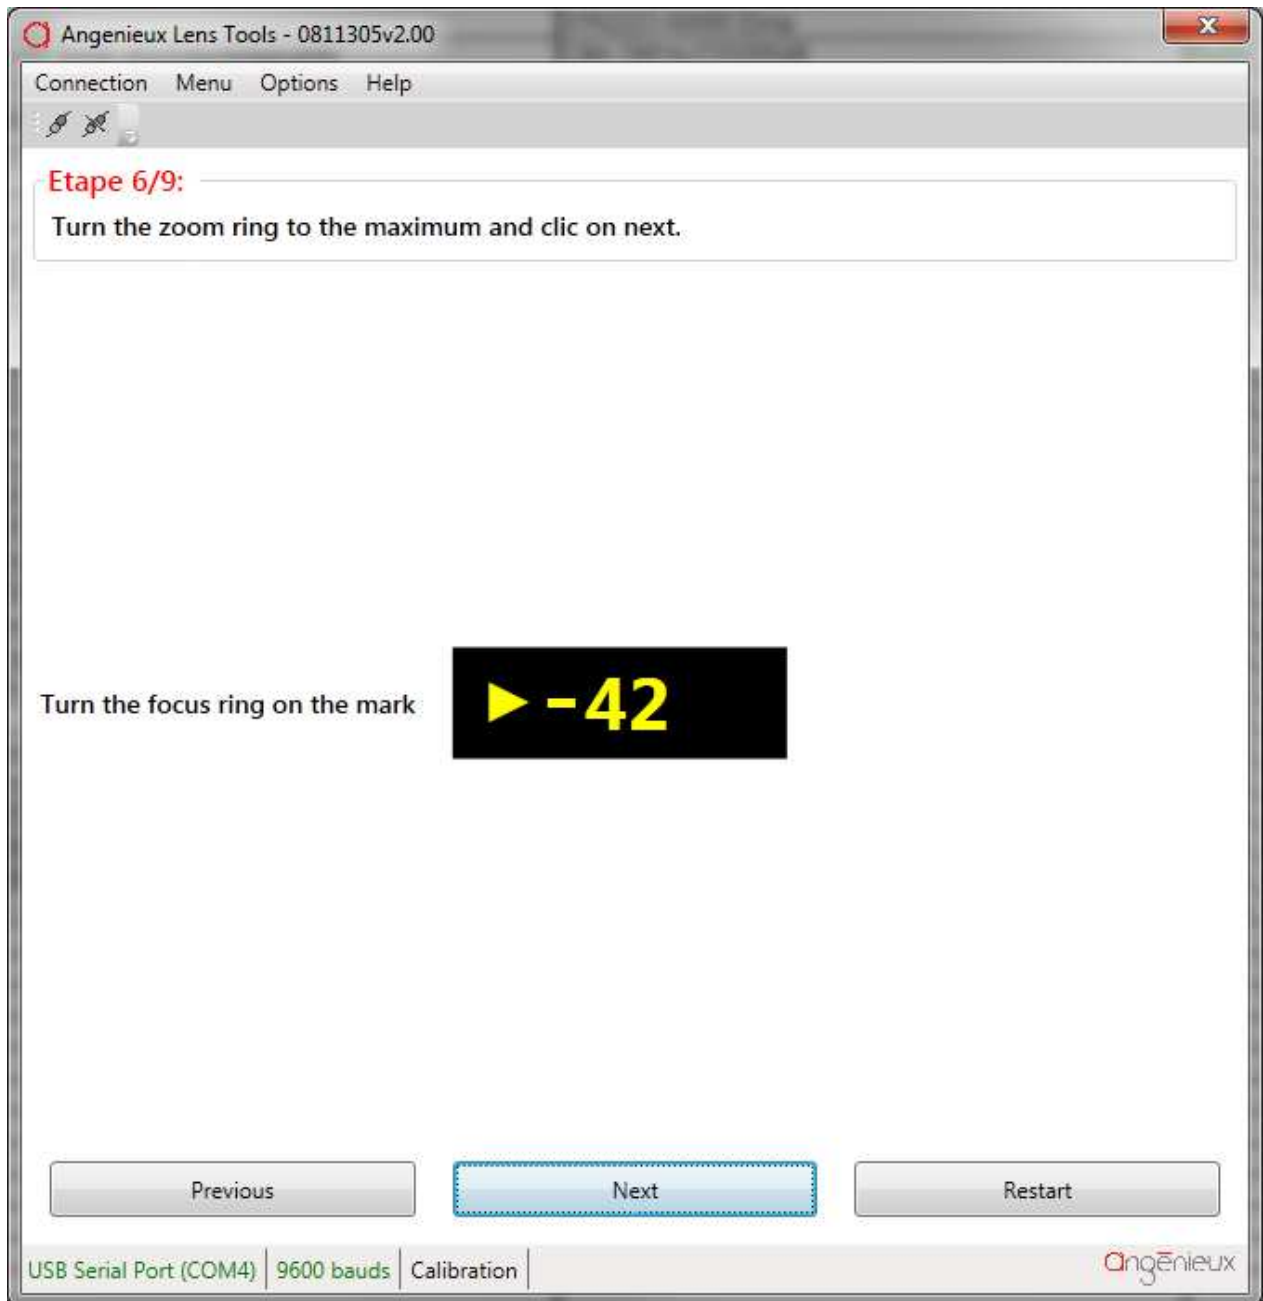 Angenieux Lens Tools - 0811305v2.00
Connection Menu Options Help
Etape 6/9:
Turn the zoom ring to the maximum and clic on next.
Turn the focus ring on the mark
►-42
Previous Next Restart
USB Serial Port (COM4) 9600 bauds Calibration angēnieux